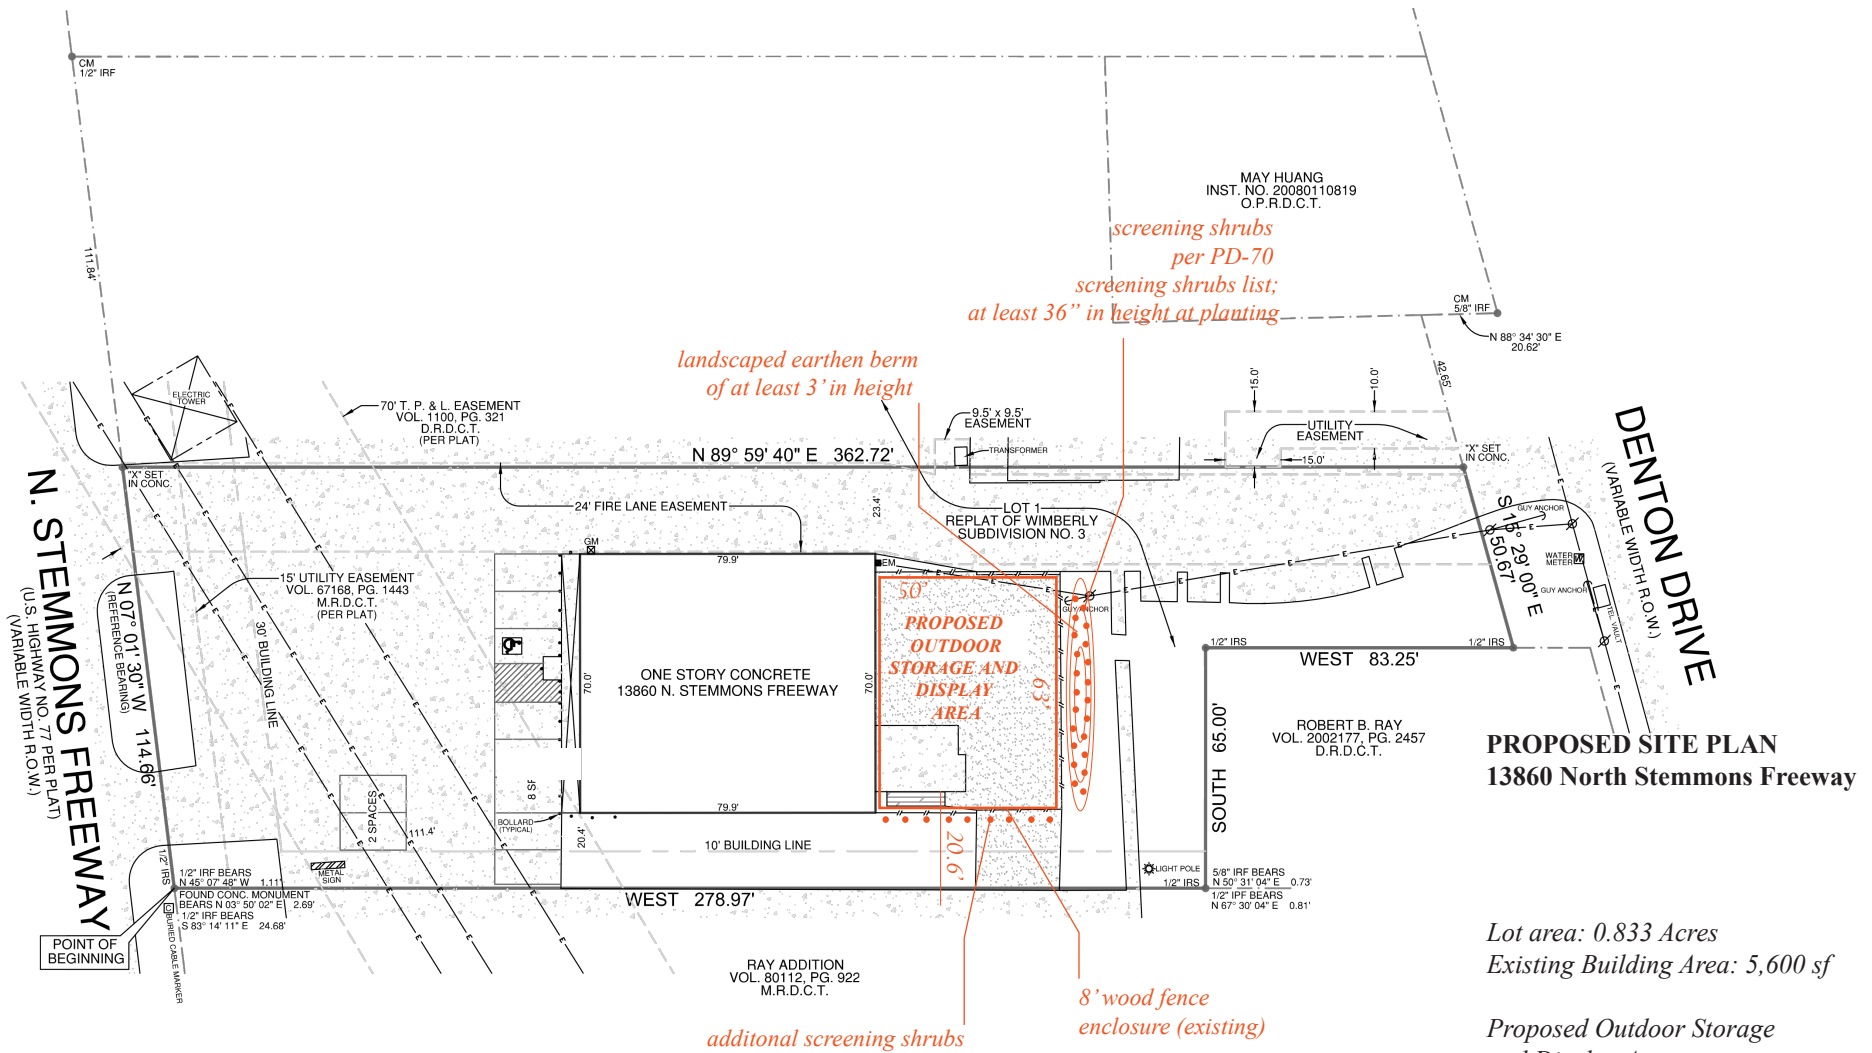 CM
1/2" IRF
111.84'
MAY HUANG
INST. NO. 20080110819
O.P.R.D.C.T.
screening shrubs
per PD-70
screening shrubs list;
at least 36” in height at planting
CM
5/8" IRF
N 88° 34' 30" E
20.62'
42.65'
landscaped earthen berm
of at least 3’ in height
ELECTRIC
TOWER
70' T. P. & L. EASEMENT
VOL. 1100, PG. 321
D.R.D.C.T.
(PER PLAT)
9.5' x 9.5'
EASEMENT
TRANSFORMER
15.0'
10.0'
UTILITY
EASEMENT
15.0'
"X" SET
IN CONC.
"X" SET
IN CONC.
N 89° 59' 40" E 362.72'
24' FIRE LANE EASEMENT
23.4'
LOT 1
REPLAT OF WIMBERLY
SUBDIVISION NO. 3
DENTON DRIVE
(VARIABLE WIDTH R.O.W.)
S 15° 29' 00" E
50.67'
GUY ANCHOR
WATER
METER
GUY ANCHOR
TEL. VAULT
N. STEMMONS FREEWAY
(U.S. HIGHWAY NO. 77 PER PLAT)
(VARIABLE WIDTH R.O.W.)
N 07° 01' 30" W 114.66'
(REFERENCE BEARING)
15' UTILITY EASEMENT
VOL. 67168, PG. 1443
M.R.D.C.T.
(PER PLAT)
30' BUILDING LINE
GM
79.9'
EM
GUY ANCHOR
50’
PROPOSED
OUTDOOR
STORAGE AND
DISPLAY
AREA
63’
ONE STORY CONCRETE
13860 N. STEMMONS FREEWAY
70.0'
70.0'
79.9'
8 SF
BOLLARD
(TYPICAL)
20.4'
2 SPACES
111.4'
METAL
SIGN
10' BUILDING LINE
20.6’
1/2" IRS
1/2" IRS
WEST 83.25'
SOUTH 65.00'
ROBERT B. RAY
VOL. 2002177, PG. 2457
D.R.D.C.T.
PROPOSED SITE PLAN
13860 North Stemmons Freeway
LIGHT POLE
1/2" IRS
5/8" IRF BEARS
N 50° 31' 04" E 0.73'
1/2" IPF BEARS
N 67° 30' 04" E 0.81'
1/2" IRS
1/2" IRF BEARS
N 45° 07' 48" W 1.11'
FOUND CONC. MONUMENT
BEARS N 03° 50' 02" E 2.69'
1/2" IRF BEARS
S 83° 14' 11" E 24.68'
WEST 278.97'
POINT OF
BEGINNING
BURIED CABLE MARKER
RAY ADDITION
VOL. 80112, PG. 922
M.R.D.C.T.
additonal screening shrubs
8’ wood fence
enclosure (existing)
Lot area: 0.833 Acres
Existing Building Area: 5,600 sf
Proposed Outdoor Storage